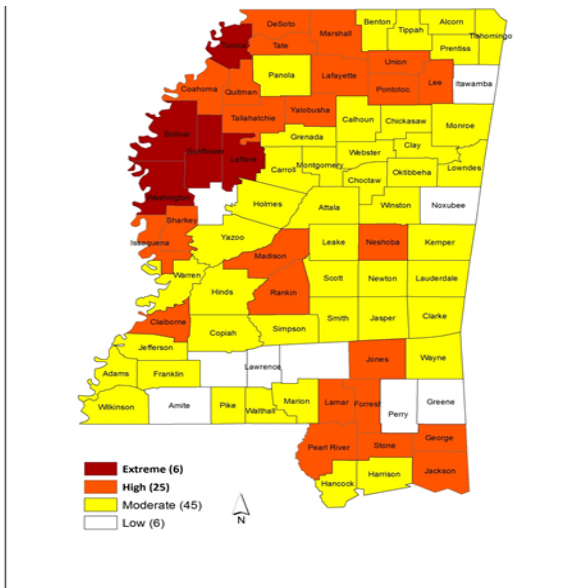 DeSoto
Benton
Alcorn
Tippah
Tishomingo
Marshall
Tunica
Tate
Prentiss
Union
Panola
Lafayette
Lee
Itawamba
Coahoma
Quitman
Pontotoc
Yalobusha
Tallahatchie
Calhoun
Chickasaw
Monroe
Bolivar
Grenada
Sunflower
Leflore
Clay
Webster
Montgomery
Carroll
Oktibbeha
Lowndes
Choctaw
Washington
Holmes
Attala
Winston
Noxubee
Sharkey
Issequena
Yazoo
Leake
Neshoba
Kemper
Madison
Warren
Scott
Newton
Lauderdale
Hinds
Rankin
Claiborne
Smith
Jasper
Clarke
Copiah
Simpson
Jefferson
Jones
Wayne
Lawrence
Adams
Franklin
Wilkinson
Amite
Pike
Walthall
Marion
Lamar
Forrest
Perry
Greene
Pearl River
Stone
George
Hancock
Harrison
Jackson
Extreme (6)
High (25)
Moderate (45)
Low (6)
N